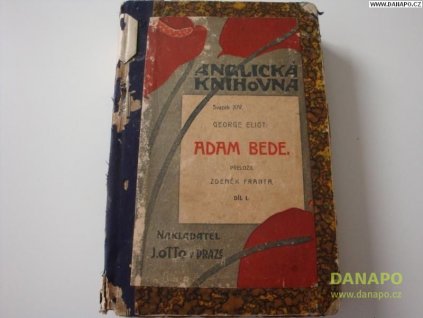 WWW.DANAPO.CZ
ANGLICKÁ
KNIHOVNA
Svazek XIV.
GEORGE ELIOT:
ADAM BEDE.
PŘELOŽIL
ZDENĚK FRANTA.
DÍL I.
NAKLADATEL
J. OTTO V PRAZE
DANAPO
www.danapo.cz